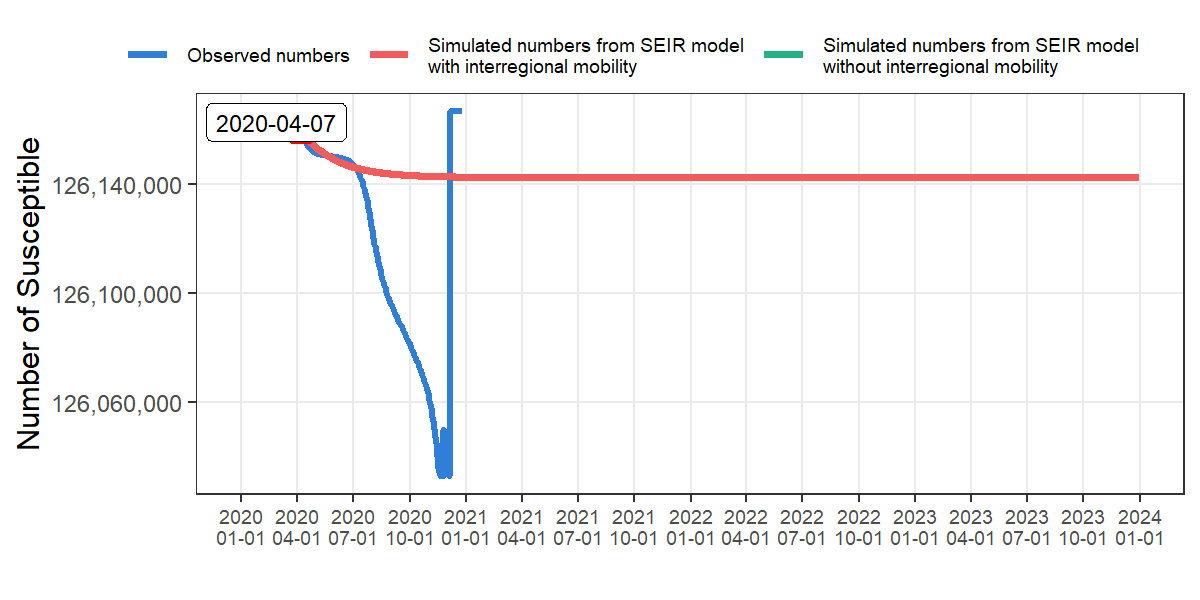 Observed numbers
Simulated numbers from SEIR model
with interregional mobility
Simulated numbers from SEIR model
without interregional mobility
2020-04-07
Number of Susceptible
126,140,000
126,100,000
126,060,000
2020 2020 2020 2020 2021 2021 2021 2021 2022 2022 2022 2022 2023 2023 2023 2023 2024
01-01 04-01 07-01 10-01 01-01 04-01 07-01 10-01 01-01 04-01 07-01 10-01 01-01 04-01 07-01 10-01 01-01